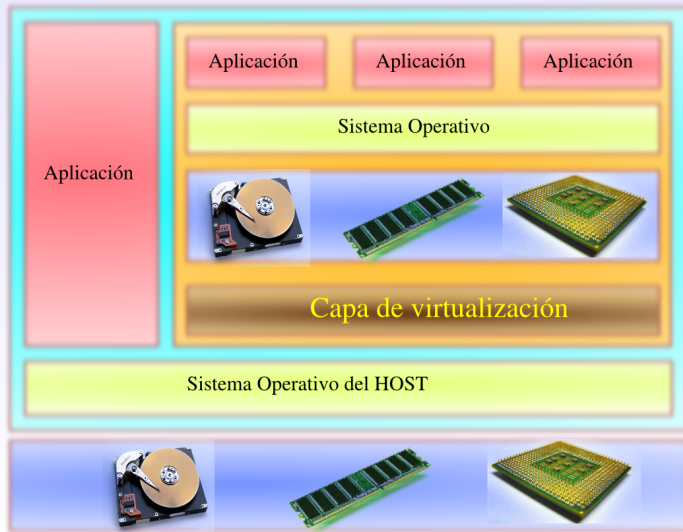 Aplicación
Aplicación
Aplicación
Sistema Operativo
Aplicación
Capa de virtualización
Sistema Operativo del HOST